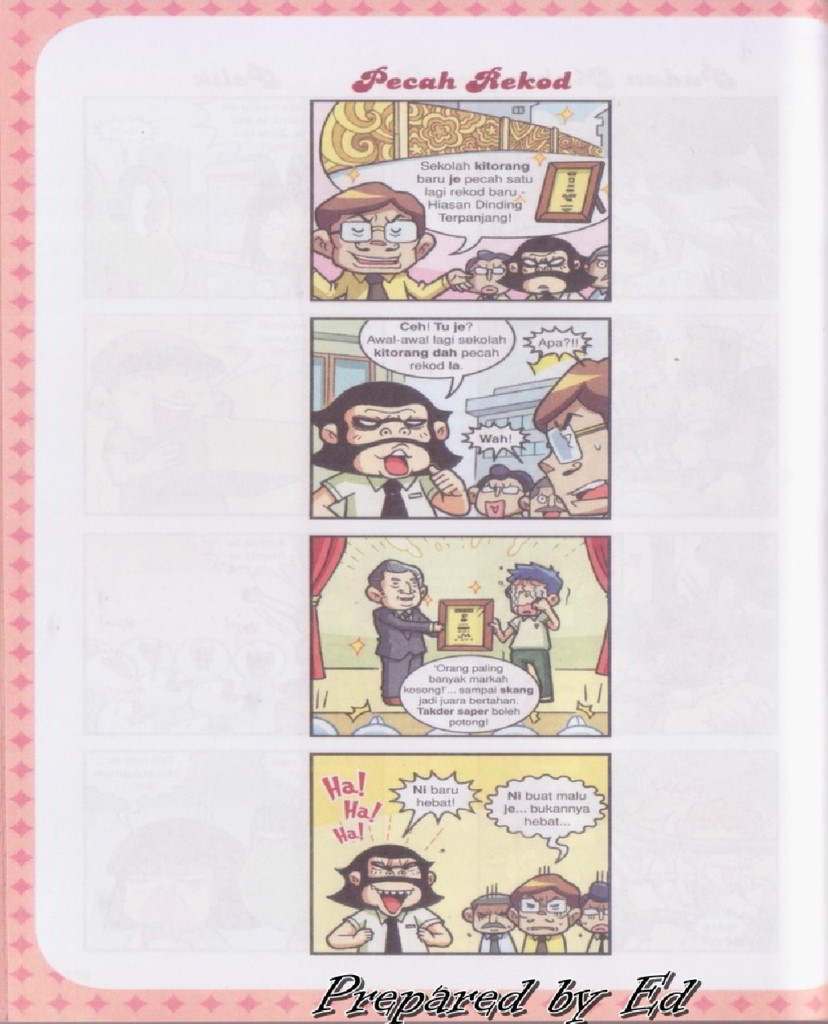 Pecah Rekod
Sekolah kitorang
baru je pecah satu
lagi rekod baru -
Hiasan Dinding
Terpanjang!
Ceh! Tu je?
Awal-awal lagi sekolah
kitorang dah pecah
rekod la.
Apa?!!
Wah!
'Orang paling
banyak markah
kosong!'... sampai skang
jadi juara bertahan.
Takder saper boleh
potong!
Ha!
Ha!
Ha!
Ni baru
hebat!
Ni buat malu
je... bukannya
hebat...
Prepared by Ed